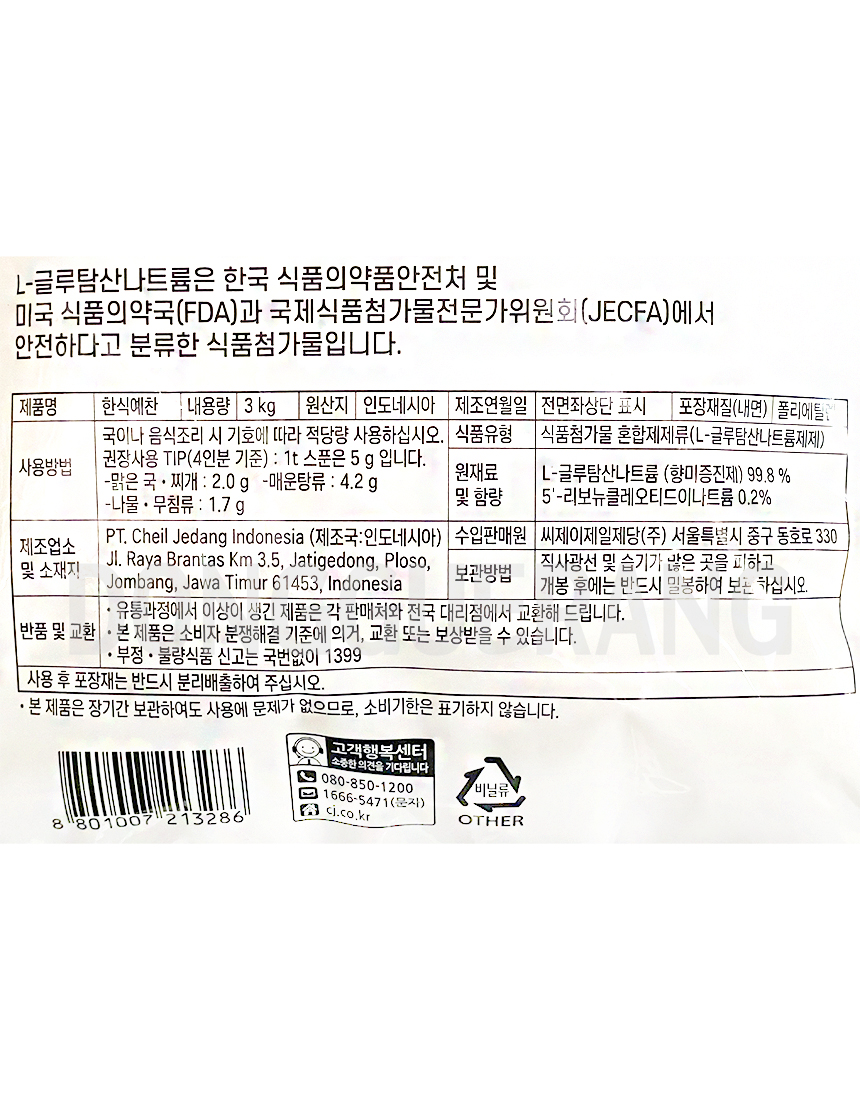 L-글루탐산나트륨은 한국 식품의약품안전처 및
미국 식품의약국(FDA)과 국제식품첨가물전문가위원회(JECFA)에서
안전하다고 분류한 식품첨가물입니다.
제품명 한식예찬 내용량 3 kg 원산지 인도네시아 제조연월일 전면좌상단 표시 포장재질(내면) 폴리에틸렌
사용방법
국이나 음식조리 시 기호에 따라 적당량 사용하십시오.
권장사용 TIP(4인분 기준) : 1t 스푼은 5 g 입니다.
-맑은 국·찌개 : 2.0 g -매운탕류 : 4.2 g
-나물·무침류 : 1.7 g
식품유형 식품첨가물 혼합제제류(L-글루탐산나트륨제제)
원재료
및 함량
L-글루탐산나트륨 (향미증진제) 99.8 %
5'-리보뉴클레오티드이나트륨 0.2%
제조업소
및 소재지
PT. Cheil Jedang Indonesia (제조국:인도네시아)
Jl. Raya Brantas Km 3.5, Jatigedong, Ploso,
Jombang, Jawa Timur 61453, Indonesia
수입판매원 씨제이제일제당(주) 서울특별시 중구 동호로 330
보관방법
직사광선 및 습기가 많은 곳을 피하고
개봉 후에는 반드시 밀봉하여 보관 하십시오.
반품 및 교환
· 유통과정에서 이상이 생긴 제품은 각 판매처와 전국 대리점에서 교환해 드립니다.
· 본 제품은 소비자 분쟁해결 기준에 의거, 교환 또는 보상받을 수 있습니다.
· 부정·불량식품 신고는 국번없이 1399
사용 후 포장재는 반드시 분리배출하여 주십시오.
· 본 제품은 장기간 보관하여도 사용에 문제가 없으므로, 소비기한은 표기하지 않습니다.
8 801007 213286
고객행복센터
소중한 의견을 기다립니다
080-850-1200
1666-5471(문자)
cj.co.kr
비닐류
OTHER